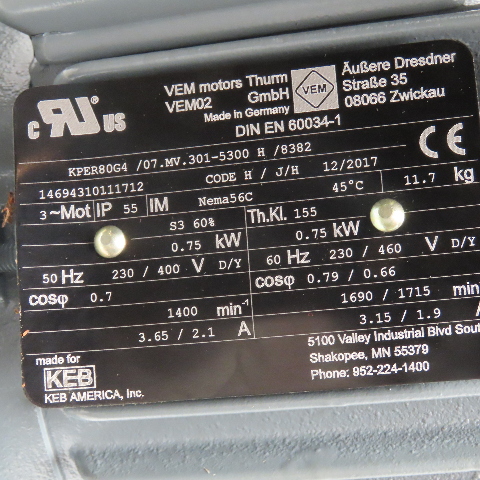 VEM motors Thurm GmbH
VEM02
Made in Germany
VEM
Äußere Dresdner
Straße 35
08066 Zwickau
c RU US
DIN EN 60034-1
CE
KPER80G4 /07.MV.301-5300 H /8382
14694310111712 CODE H / J/H 12/2017
3~Mot IP 55 IM Nema56C 45°C 11.7 kg
S3 60% Th.Kl. 155
0.75 kW 0.75 kW
50 Hz 230 / 400 V D/Y 60 Hz 230 / 460 V D/Y
cosφ 0.7 cosφ 0.79 / 0.66
1400 min⁻¹ 1690 / 1715 min
3.65 / 2.1 A 3.15 / 1.9 A
made for
KEB
KEB AMERICA, Inc.
5100 Valley Industrial Blvd Sout
Shakopee, MN 55379
Phone: 952-224-1400